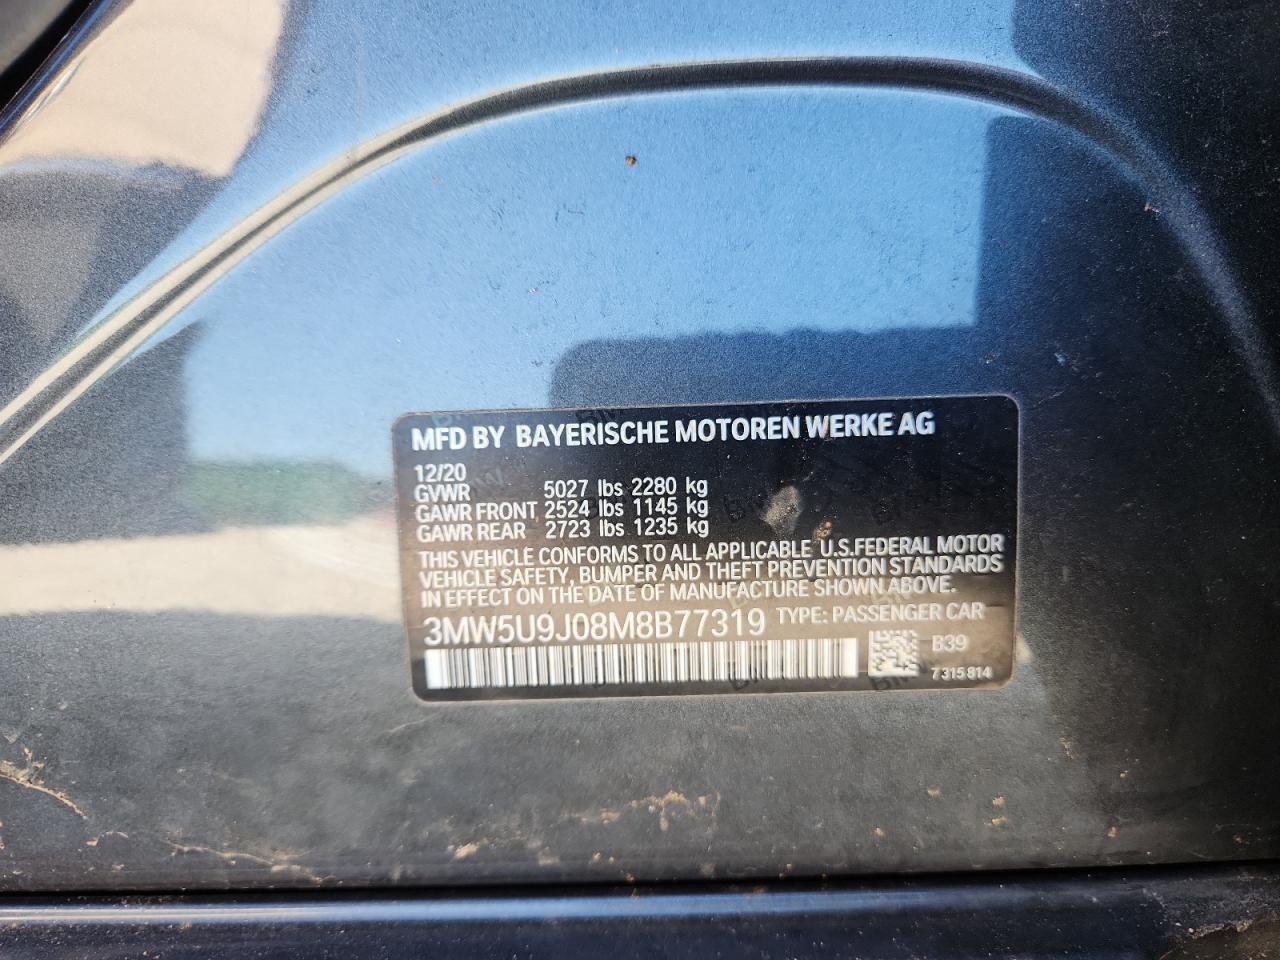 MFD BY BAYERISCHE MOTOREN WERKE AG
12/20
GVWR 5027 lbs 2280 kg
GAWR FRONT 2524 lbs 1145 kg
GAWR REAR 2723 lbs 1235 kg
THIS VEHICLE CONFORMS TO ALL APPLICABLE U.S.FEDERAL MOTOR
VEHICLE SAFETY, BUMPER AND THEFT PREVENTION STANDARDS
IN EFFECT ON THE DATE OF MANUFACTURE SHOWN ABOVE.
3MW5U9J08M8B77319 TYPE: PASSENGER CAR
B39
7315814